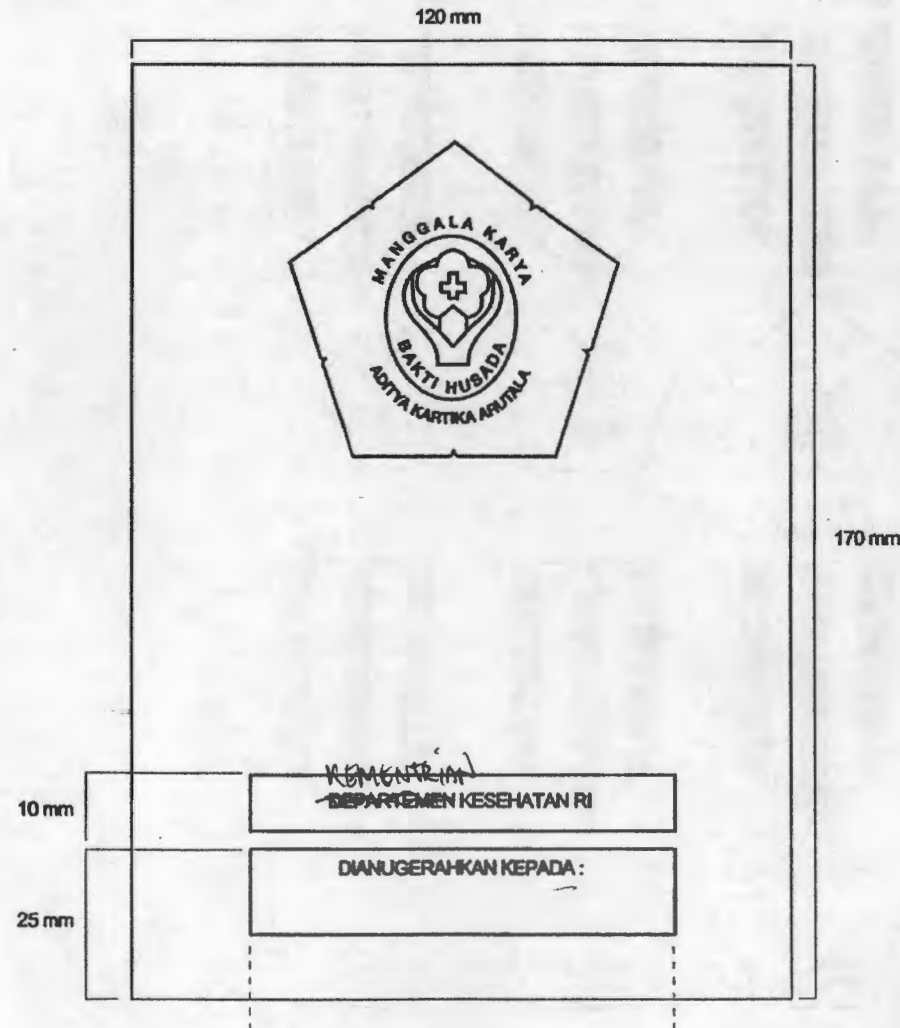 120 mm
MANGGALA KARYA
BAKTI HUSADA
ADITYA KARTIKA ARUTALA
170 mm
KEMENTRIAN
10 mm
DEPARTEMEN KESEHATAN RI
DIANUGERAHKAN KEPADA :
25 mm